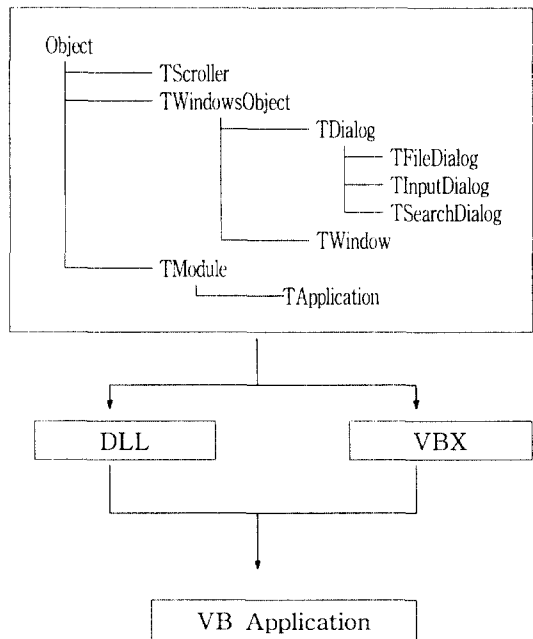 Object
TScroller
TWindowsObject
TDialog
TFileDialog
TInputDialog
TSearchDialog
TWindow
TModule
TApplication
DLL
VBX
VB Application